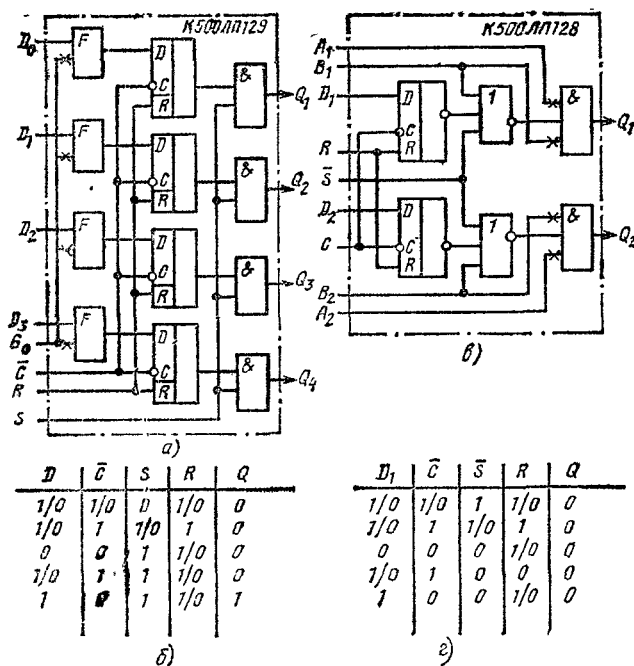 К500ЛП129
D0
F
D
C
R
&
Q1
D1
F
D
C
R
&
Q2
D2
F
D
C
R
&
Q3
D3
G0
F
D
C
R
&
Q4
C̅
R
S
а)
К500ЛП128
A1
B1
D1
D
C
R
1
&
Q1
R
S̅
D2
D
C
R
1
&
Q2
C
B2
A2
в)
D C̅ S R Q
1/0 1/0 0 1/0 0
1/0 1 1/0 1 0
0 0 1 1/0 0
1/0 1 1 1/0 0
1 0 1 1/0 1
б)
D1 C̅ S̅ R Q
1/0 1/0 1 1/0 0
1/0 1 1/0 1 0
0 0 0 1/0 0
1/0 1 0 0 0
1 0 0 1/0 0
г)